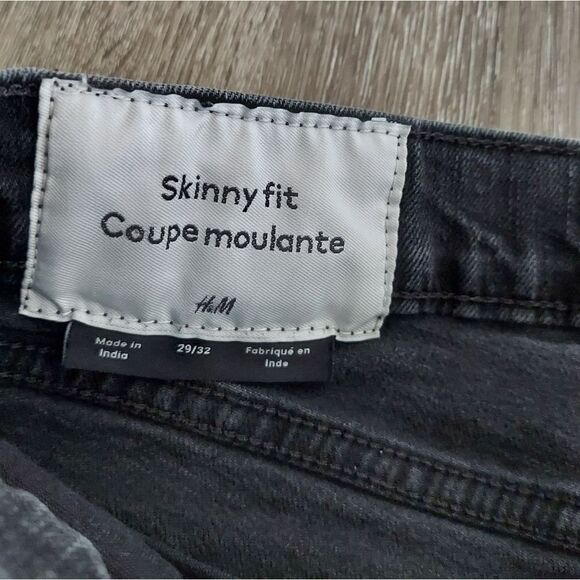 Skinny fit
Coupe moulante
H&M
Made in
India
29/32
Fabriqué en
Inde